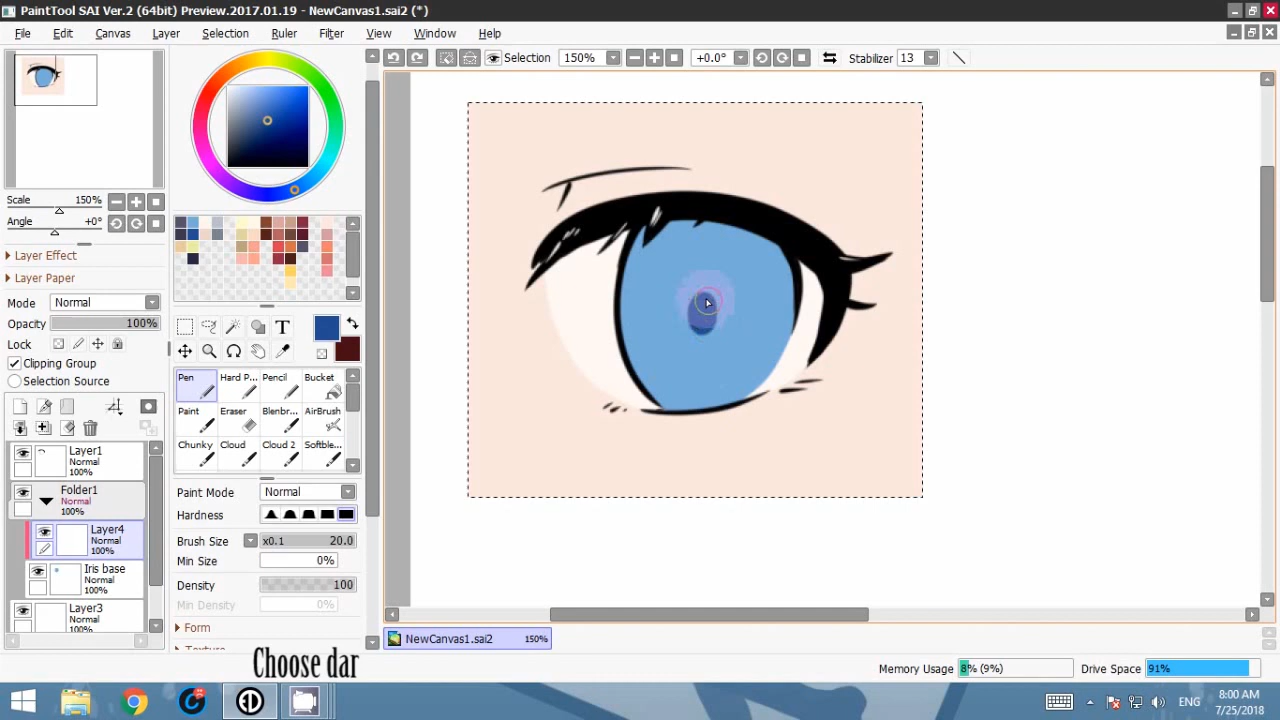 PaintTool SAI Ver.2 (64bit) Preview.2017.01.19 - NewCanvas1.sai2 (*)
File Edit Canvas Layer Selection Ruler Filter View Window Help
Selection 150% +0.0° Stabilizer 13
Scale 150%
Angle +0°
Layer Effect
Layer Paper
Mode Normal
Opacity 100%
Lock
Clipping Group
Selection Source
Layer1
Normal
100%
Folder1
Normal
100%
Layer4
Normal
100%
Iris base
Normal
100%
Layer3
Normal
T
Pen Hard P... Pencil Bucket
Paint Eraser Blenbr... AirBrush
Chunky Cloud Cloud 2 Softble...
Paint Mode Normal
Hardness
Brush Size x0.1 20.0
Min Size 0%
Density 100
Min Density 0%
Form
Texture
NewCanvas1.sai2 150%
Choose dar
Memory Usage 8% (9%) Drive Space 91%
ENG
8:00 AM
7/25/2018